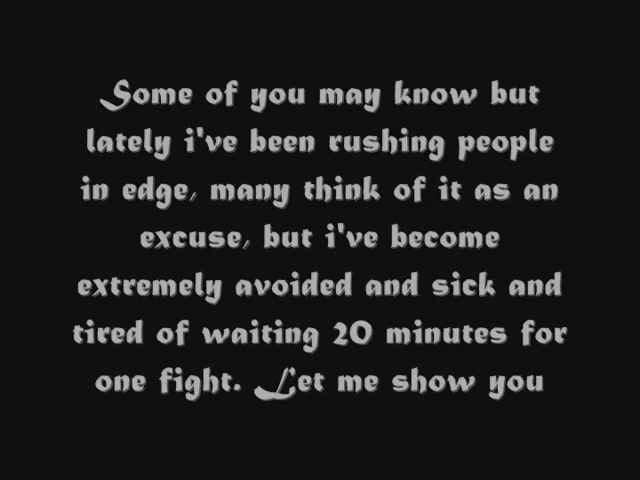 Some of you may know but
lately i've been rushing people
in edge, many think of it as an
excuse, but i've become
extremely avoided and sick and
tired of waiting 20 minutes for
one fight. Let me show you